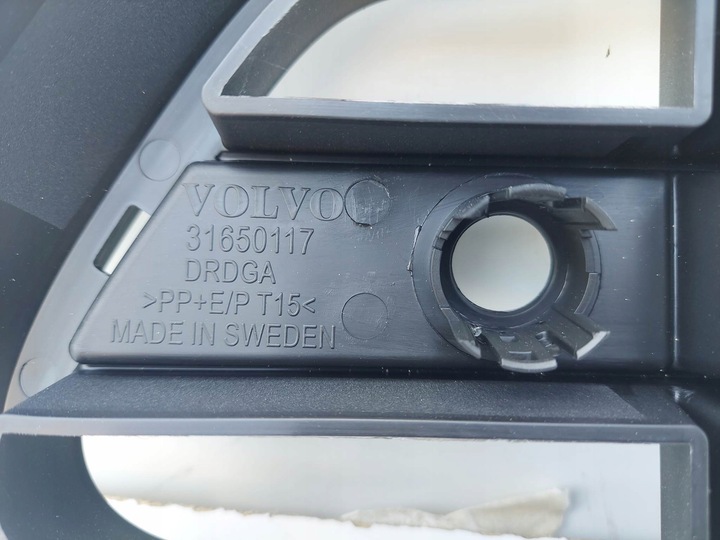 VOLVO
31650117
DRDGA
>PP+E/P T15<
MADE IN SWEDEN